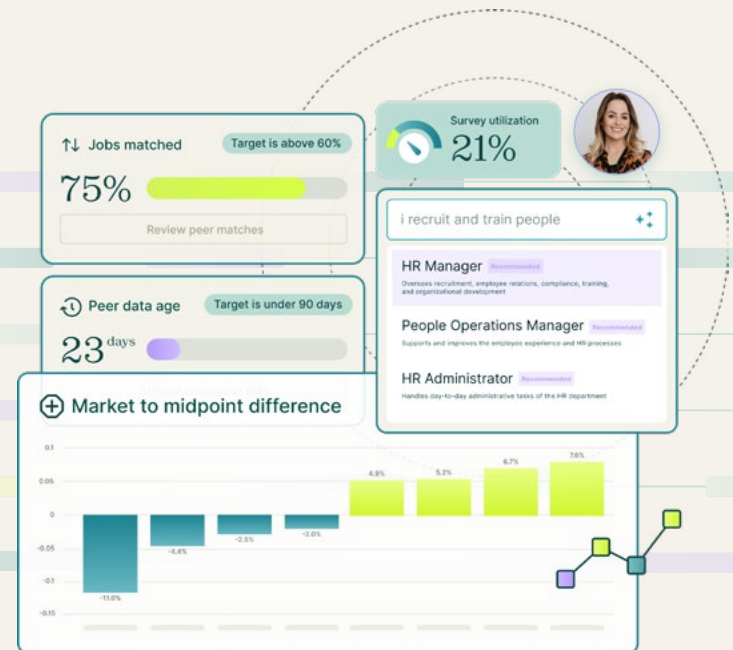 Jobs matched
Target is above 60%
75%
Review peer matches
Survey utilization
21%
i recruit and train people
HR Manager Recommended
Oversees recruitment, employee relations, compliance, training,
and organizational development
People Operations Manager Recommended
Supports and improves the employee experience and HR processes
HR Administrator Recommended
Handles day-to-day administrative tasks of the HR department
Peer data age
Target is under 90 days
23 days
Market to midpoint difference
0.1
0.05
0
-0.05
-0.1
-0.15
-11.0%
-4.4%
-2.5%
-2.0%
4.8%
5.2%
6.7%
7.6%